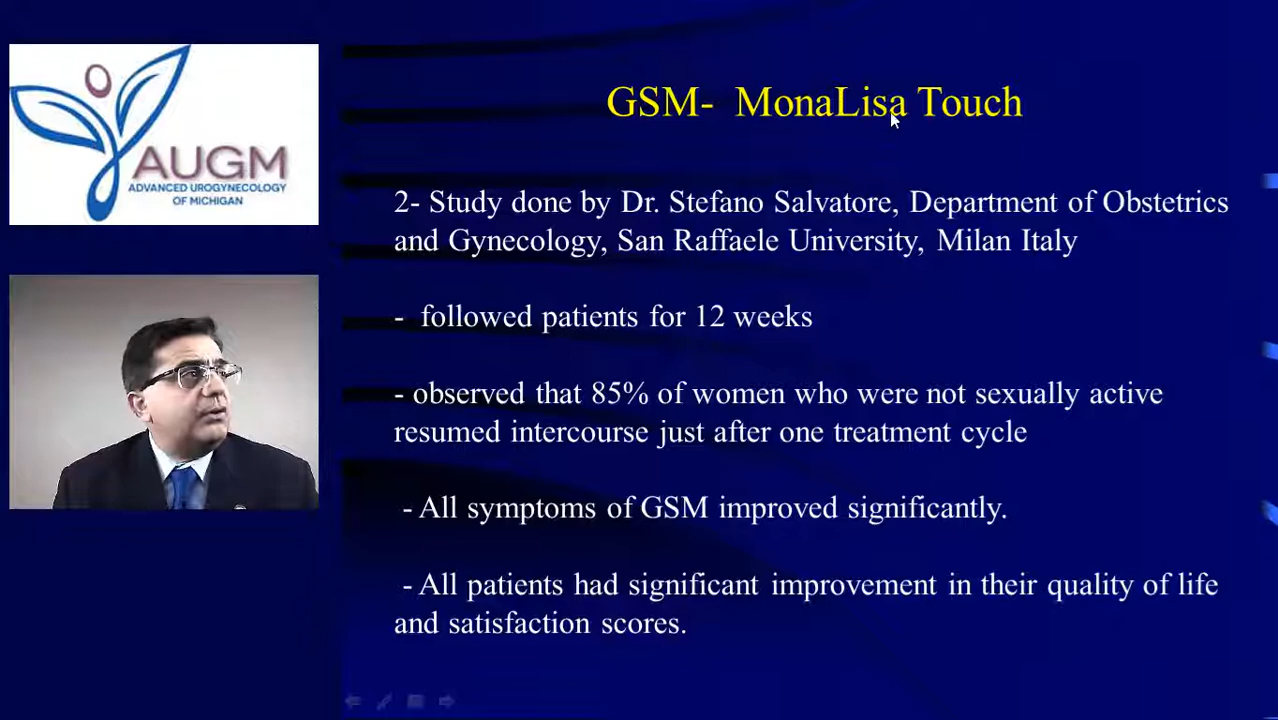 AUGM
ADVANCED UROGYNECOLOGY
OF MICHIGAN
GSM- MonaLisa Touch
2- Study done by Dr. Stefano Salvatore, Department of Obstetrics
and Gynecology, San Raffaele University, Milan Italy
- followed patients for 12 weeks
- observed that 85% of women who were not sexually active
resumed intercourse just after one treatment cycle
- All symptoms of GSM improved significantly.
- All patients had significant improvement in their quality of life
and satisfaction scores.